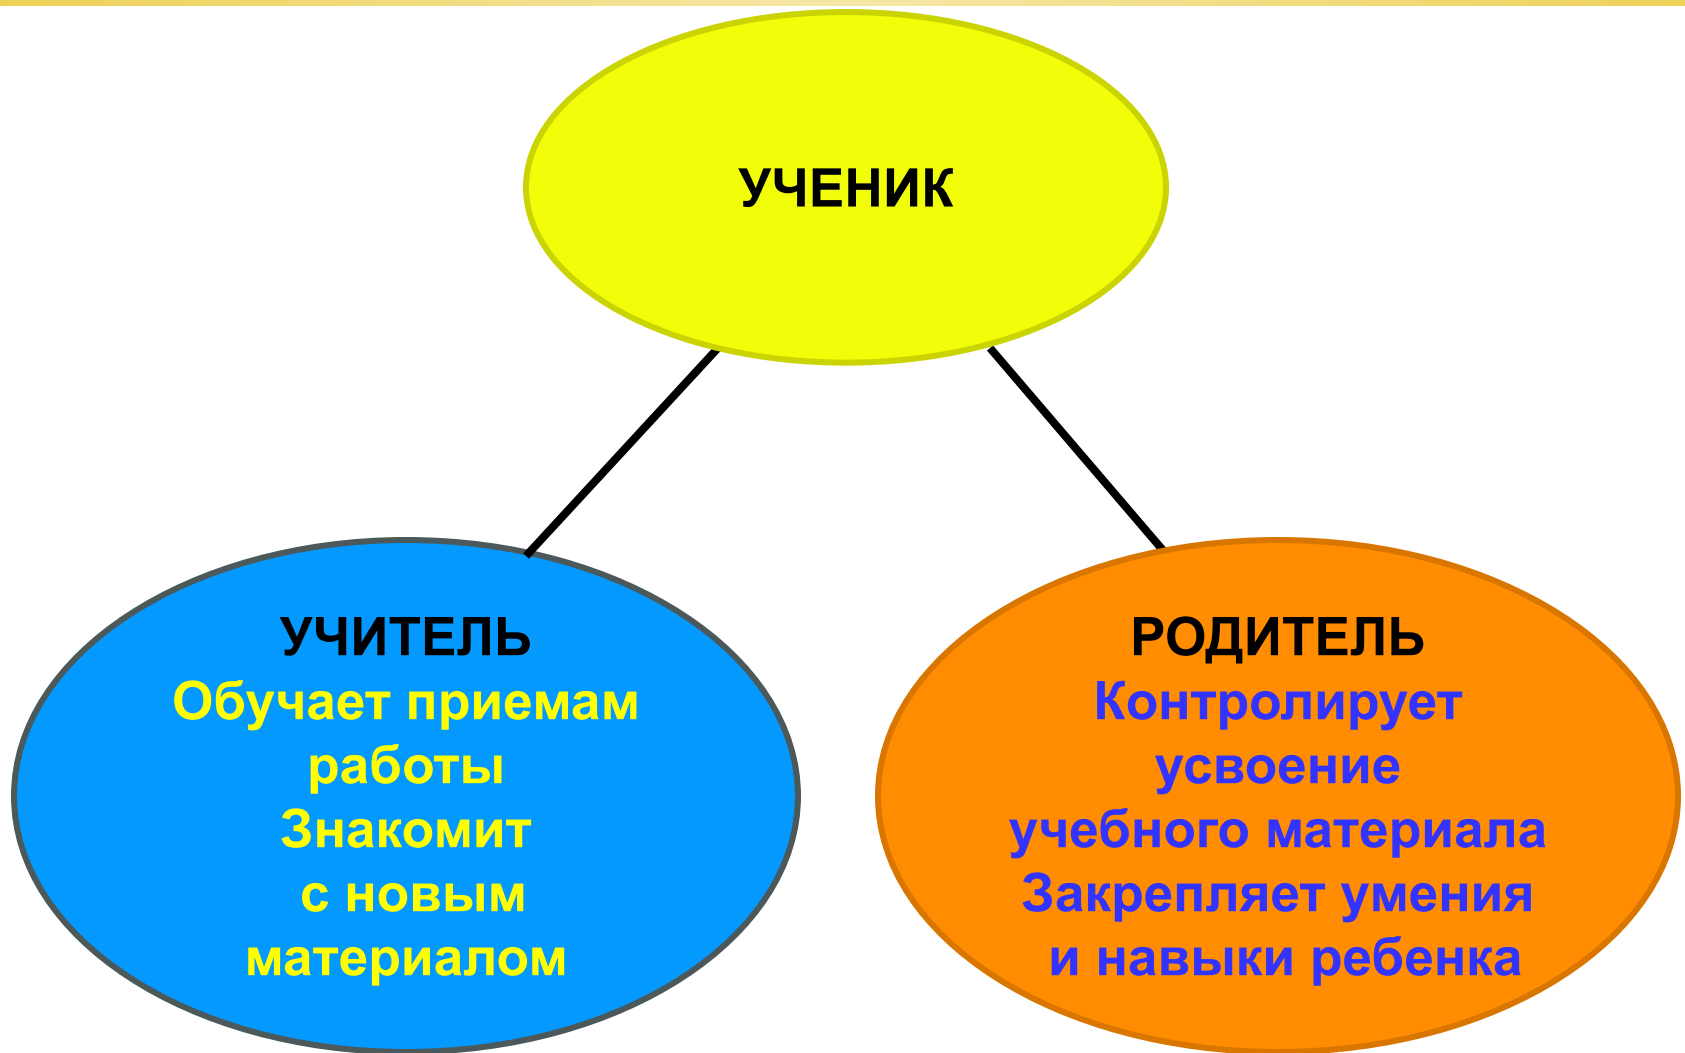 УЧЕНИК
УЧИТЕЛЬ
Обучает приемам
работы
Знакомит
с новым
материалом
РОДИТЕЛЬ
Контролирует
усвоение
учебного материала
Закрепляет умения
и навыки ребенка